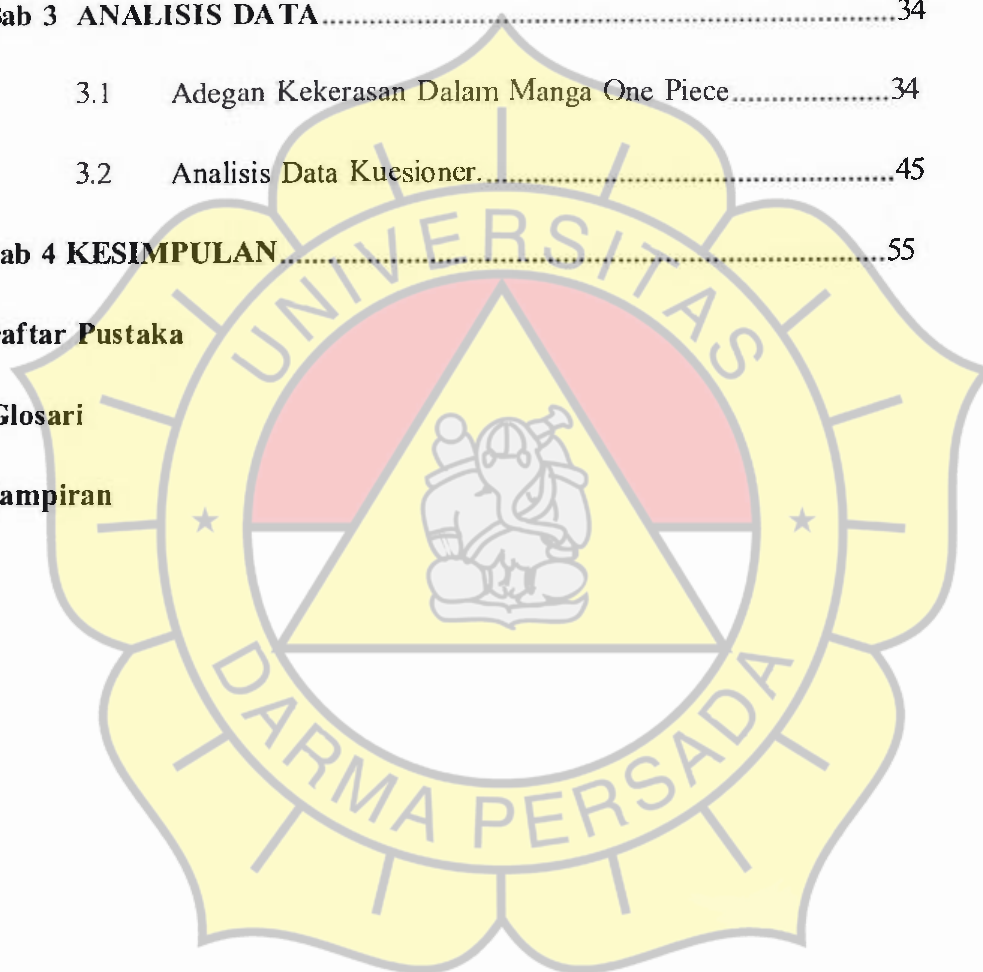 ab 3 ANALISIS DATA....................34
3.1 Adegan Kekerasan Dalam Manga One Piece....................34
3.2 Analisis Data Kuesioner....................45
ab 4 KESIMPULAN....................55
aftar Pustaka
Glosari
ampiran
UNIVERSITAS
DARMA PERSADA